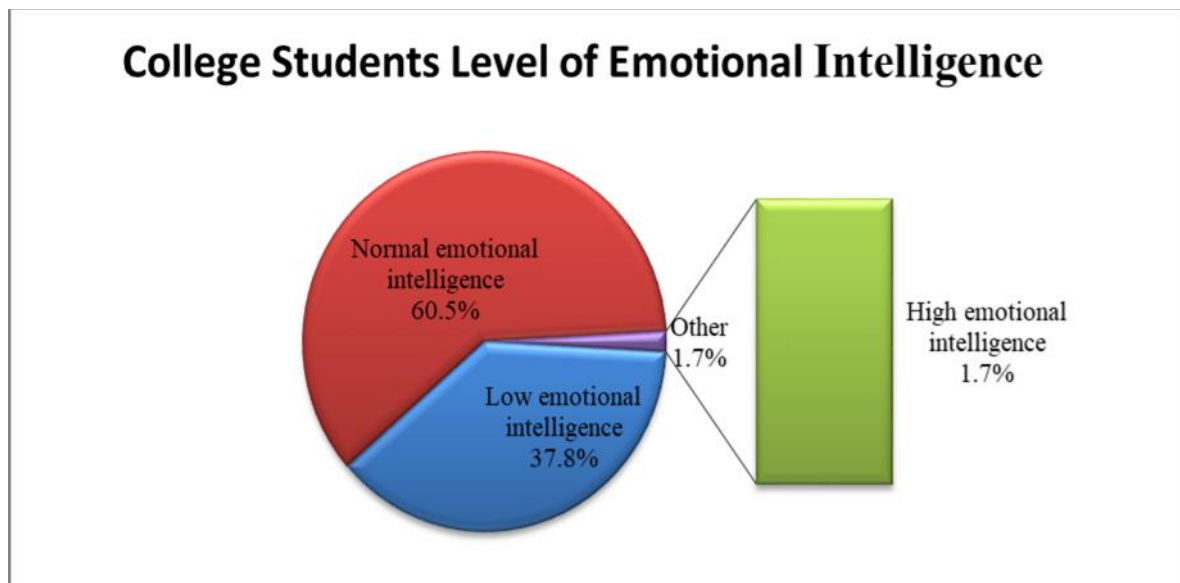 College Students Level of Emotional Intelligence
Normal emotional
intelligence
60.5%
Other
1.7%
Low emotional
intelligence
37.8%
High emotional
intelligence
1.7%